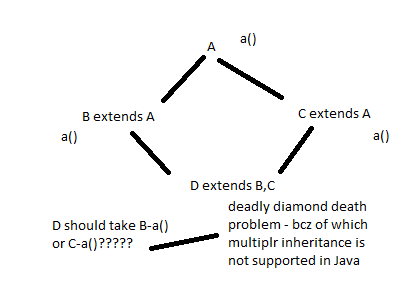 A a()
B extends A
C extends A
a()
a()
D extends B,C
D should take B-a()
or C-a()?????
deadly diamond death
problem - bcz of which
multiplr inheritance is
not supported in Java